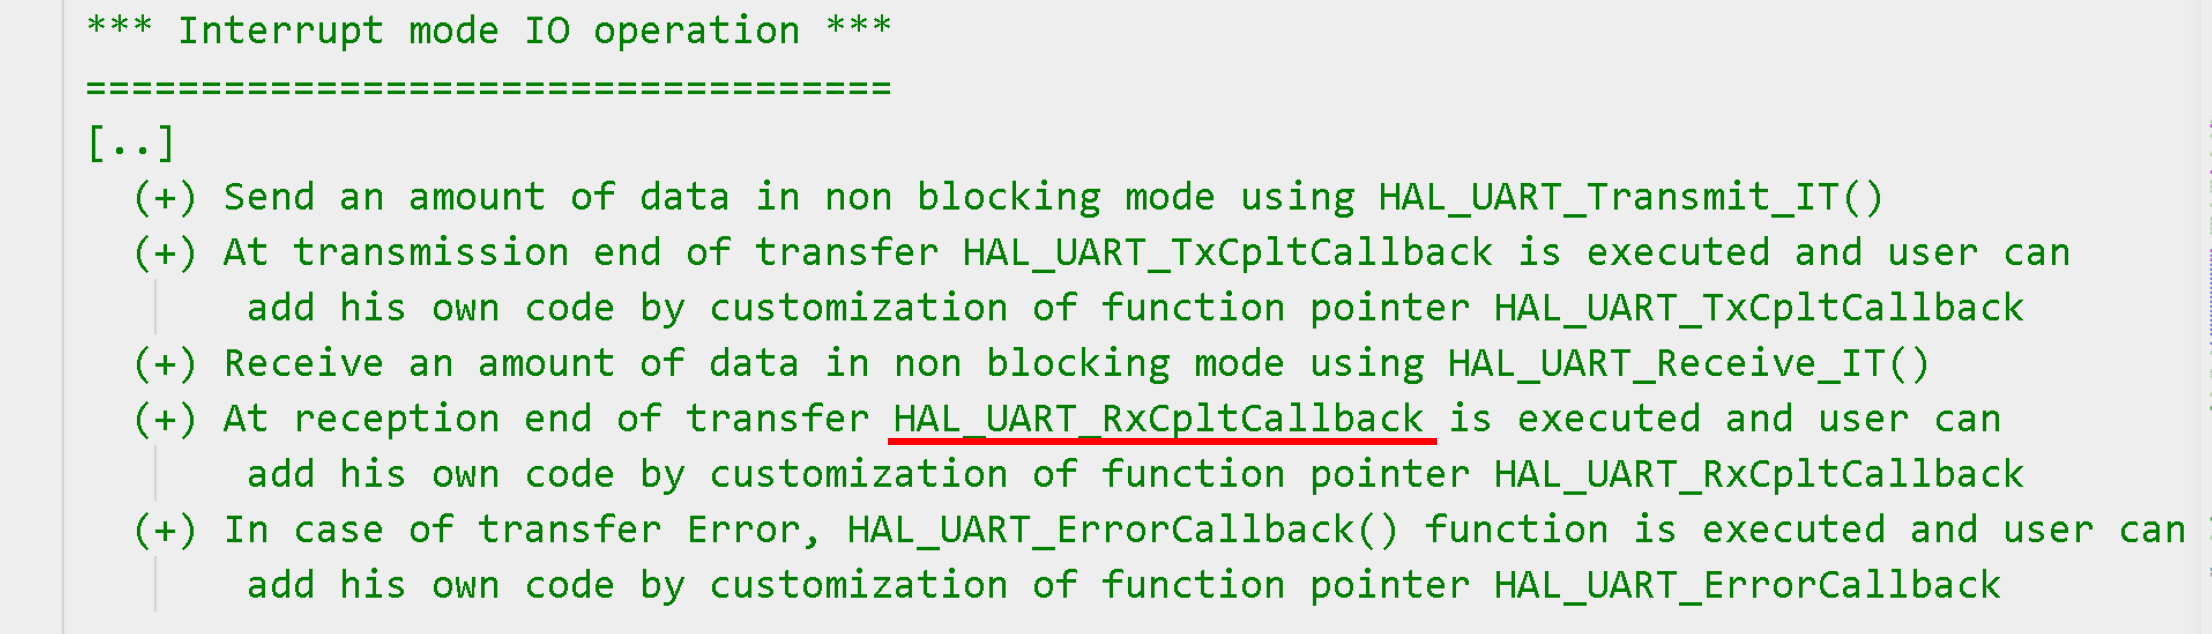 *** Interrupt mode IO operation ***
===================================
[..]
(+) Send an amount of data in non blocking mode using HAL_UART_Transmit_IT()
(+) At transmission end of transfer HAL_UART_TxCpltCallback is executed and user can
add his own code by customization of function pointer HAL_UART_TxCpltCallback
(+) Receive an amount of data in non blocking mode using HAL_UART_Receive_IT()
(+) At reception end of transfer HAL_UART_RxCpltCallback is executed and user can
add his own code by customization of function pointer HAL_UART_RxCpltCallback
(+) In case of transfer Error, HAL_UART_ErrorCallback() function is executed and user can
add his own code by customization of function pointer HAL_UART_ErrorCallback